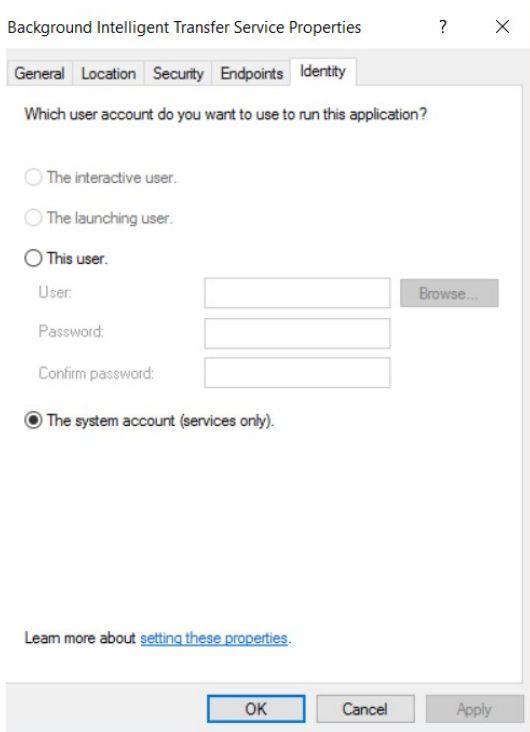 Background Intelligent Transfer Service Properties ? ×
General Location Security Endpoints Identity
Which user account do you want to use to run this application?
The interactive user.
The launching user.
This user.
User: Browse...
Password:
Confirm password:
The system account (services only).
Learn more about setting these properties.
OK Cancel Apply